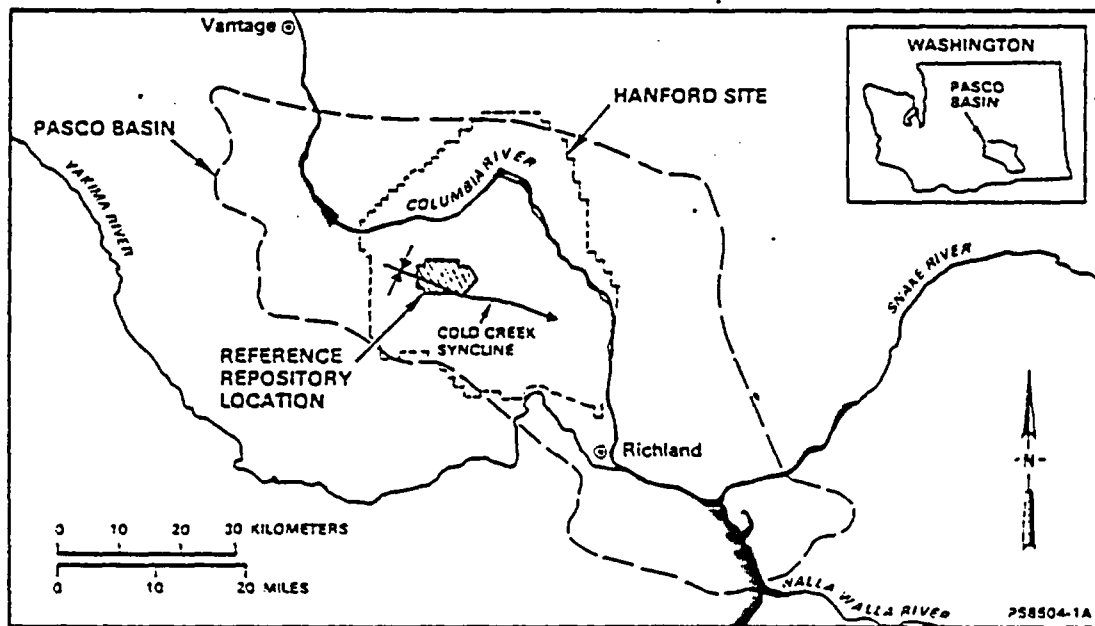 Vantage
WASHINGTON
PASCO
BASIN
HANFORD SITE
PASCO BASIN
YAKIMA RIVER
COLUMBIA RIVER
SNAKE RIVER
COLD CREEK
SYNCLINE
REFERENCE
REPOSITORY
LOCATION
Richland
N
0 10 20 30 KILOMETERS
0 10 20 MILES
WALLA WALLA RIVER
PS8504-1A